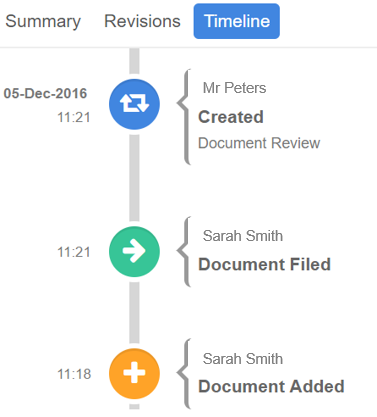 Summary Revisions Timeline
Mr Peters
05-Dec-2016
11:21
Created
Document Review
Sarah Smith
11:21
Document Filed
Sarah Smith
11:18
Document Added